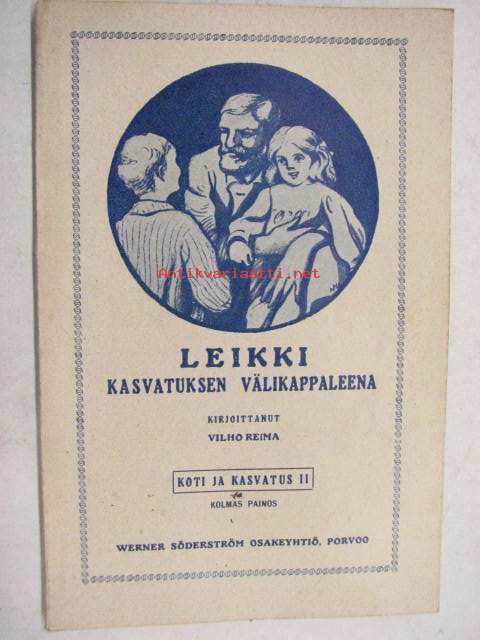 Antikvariaatti.net
LEIKKI
KASVATUKSEN VÄLIKAPPALEENA
KIRJOITTANUT
VILHO REIMA
KOTI JA KASVATUS II
KOLMAS PAINOS
WERNER SÖDERSTRÖM OSAKEYHTIÖ, PORVOO